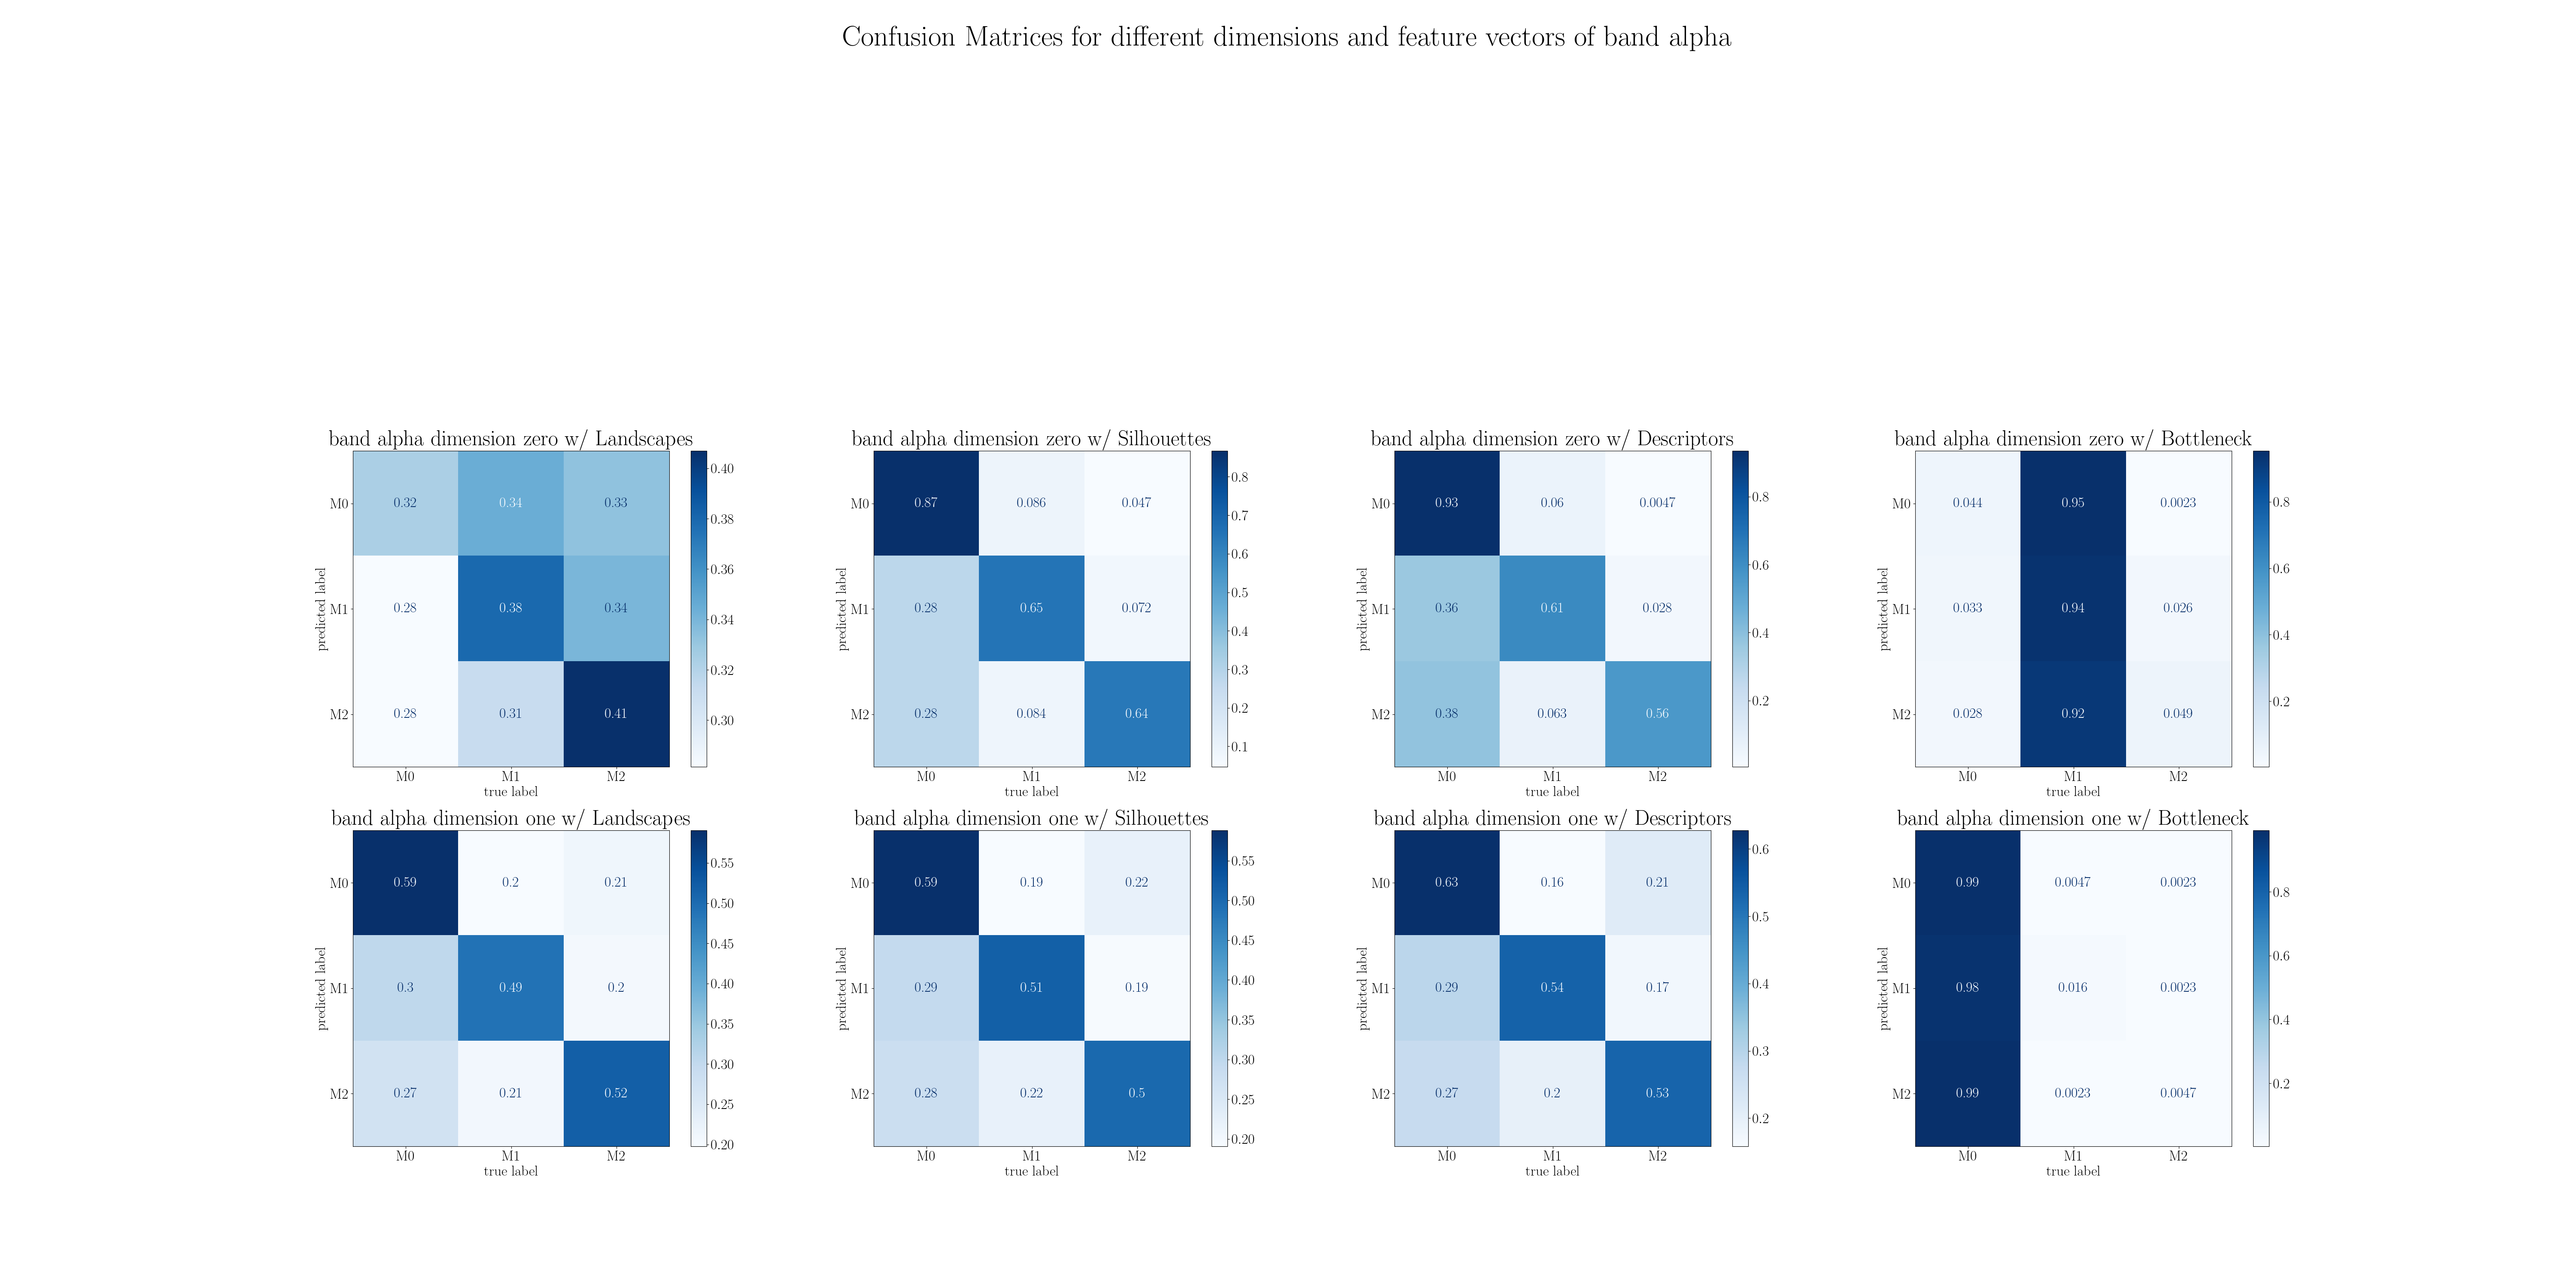 Confusion Matrices for different dimensions and feature vectors of band alpha
band alpha dimension zero w/ Landscapes
predicted label
M0 0.32 0.34 0.33
M1 0.28 0.38 0.34
M2 0.28 0.31 0.41
M0 M1 M2
true label
0.40
0.38
0.36
0.34
0.32
0.30
band alpha dimension zero w/ Silhouettes
predicted label
M0 0.87 0.086 0.047
M1 0.28 0.65 0.072
M2 0.28 0.084 0.64
M0 M1 M2
true label
0.8
0.7
0.6
0.5
0.4
0.3
0.2
0.1
band alpha dimension zero w/ Descriptors
predicted label
M0 0.93 0.06 0.0047
M1 0.36 0.61 0.028
M2 0.38 0.063 0.56
M0 M1 M2
true label
0.8
0.6
0.4
0.2
band alpha dimension zero w/ Bottleneck
predicted label
M0 0.044 0.95 0.0023
M1 0.033 0.94 0.026
M2 0.028 0.92 0.049
M0 M1 M2
true label
0.8
0.6
0.4
0.2
band alpha dimension one w/ Landscapes
predicted label
M0 0.59 0.2 0.21
M1 0.3 0.49 0.2
M2 0.27 0.21 0.52
M0 M1 M2
true label
0.55
0.50
0.45
0.40
0.35
0.30
0.25
0.20
band alpha dimension one w/ Silhouettes
predicted label
M0 0.59 0.19 0.22
M1 0.29 0.51 0.19
M2 0.28 0.22 0.5
M0 M1 M2
true label
0.55
0.50
0.45
0.40
0.35
0.30
0.25
0.20
band alpha dimension one w/ Descriptors
predicted label
M0 0.63 0.16 0.21
M1 0.29 0.54 0.17
M2 0.27 0.2 0.53
M0 M1 M2
true label
0.6
0.5
0.4
0.3
0.2
band alpha dimension one w/ Bottleneck
predicted label
M0 0.99 0.0047 0.0023
M1 0.98 0.016 0.0023
M2 0.99 0.0023 0.0047
M0 M1 M2
true label
0.8
0.6
0.4
0.2